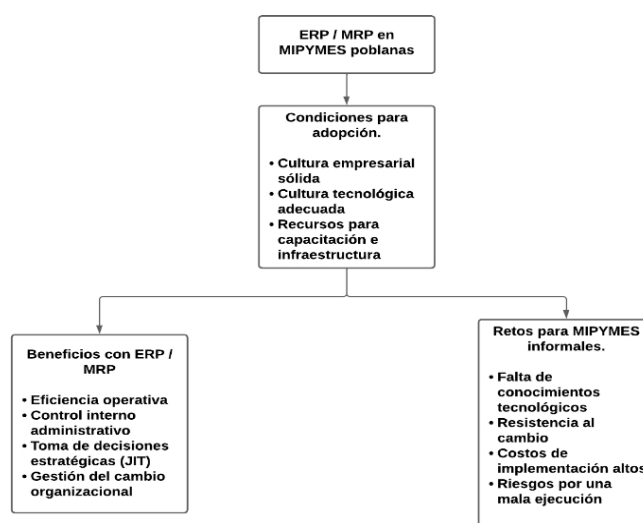 ERP / MRP en
MIPYMES poblanas
Condiciones para
adopción.
• Cultura empresarial
sólida
• Cultura tecnológica
adecuada
• Recursos para
capacitación e
infraestructura
Beneficios con ERP /
MRP
• Eficiencia operativa
• Control interno
administrativo
• Toma de decisiones
estratégicas (JIT)
• Gestión del cambio
organizacional
Retos para MIPYMES
informales.
• Falta de
conocimientos
tecnológicos
• Resistencia al
cambio
• Costos de
implementación altos
• Riesgos por una
mala ejecución